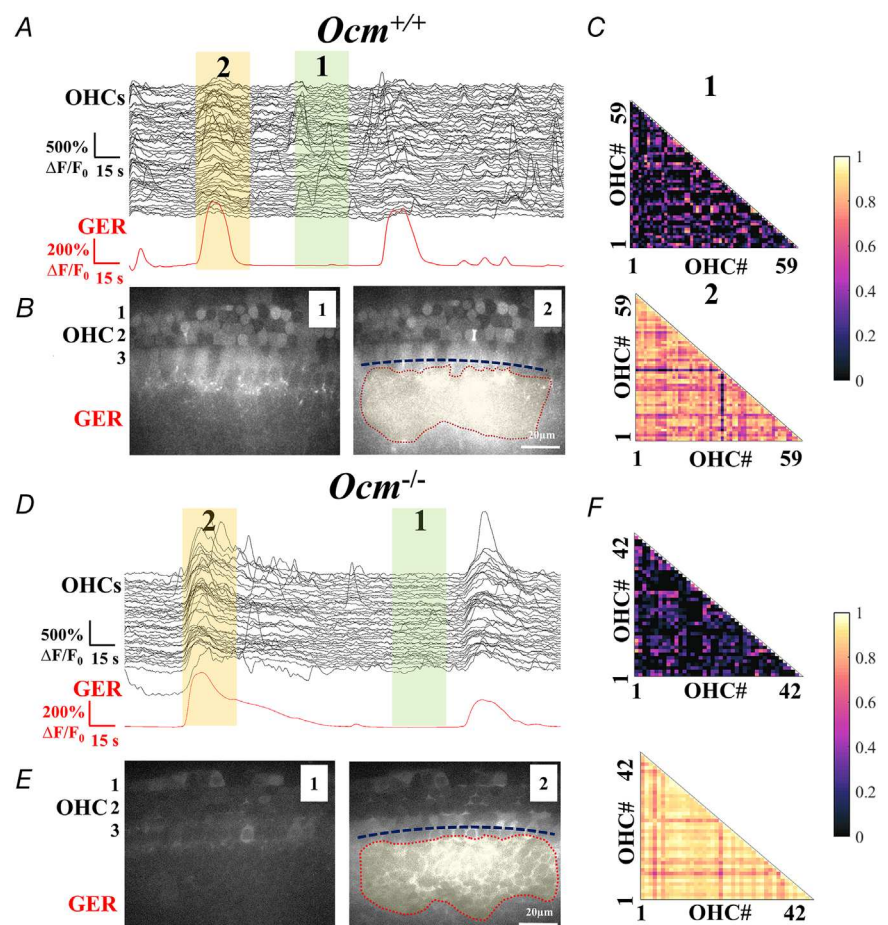 A
Ocm+/+
2
1
OHCs
500%
ΔF/F0 15 s
GER
200%
ΔF/F0 15 s
B
1
OHC 2
3
GER
1
2
I
20µm
C
1
59
OHC#
1
1 OHC# 59
2
59
OHC#
1
1 OHC# 59
1
0.8
0.6
0.4
0.2
0
D
Ocm-/-
2
1
OHCs
500%
ΔF/F0 15 s
GER
200%
ΔF/F0 15 s
E
1
OHC 2
3
GER
1
2
20µm
F
42
OHC#
1
1 OHC# 42
42
OHC#
1
1 OHC# 42
1
0.8
0.6
0.4
0.2
0